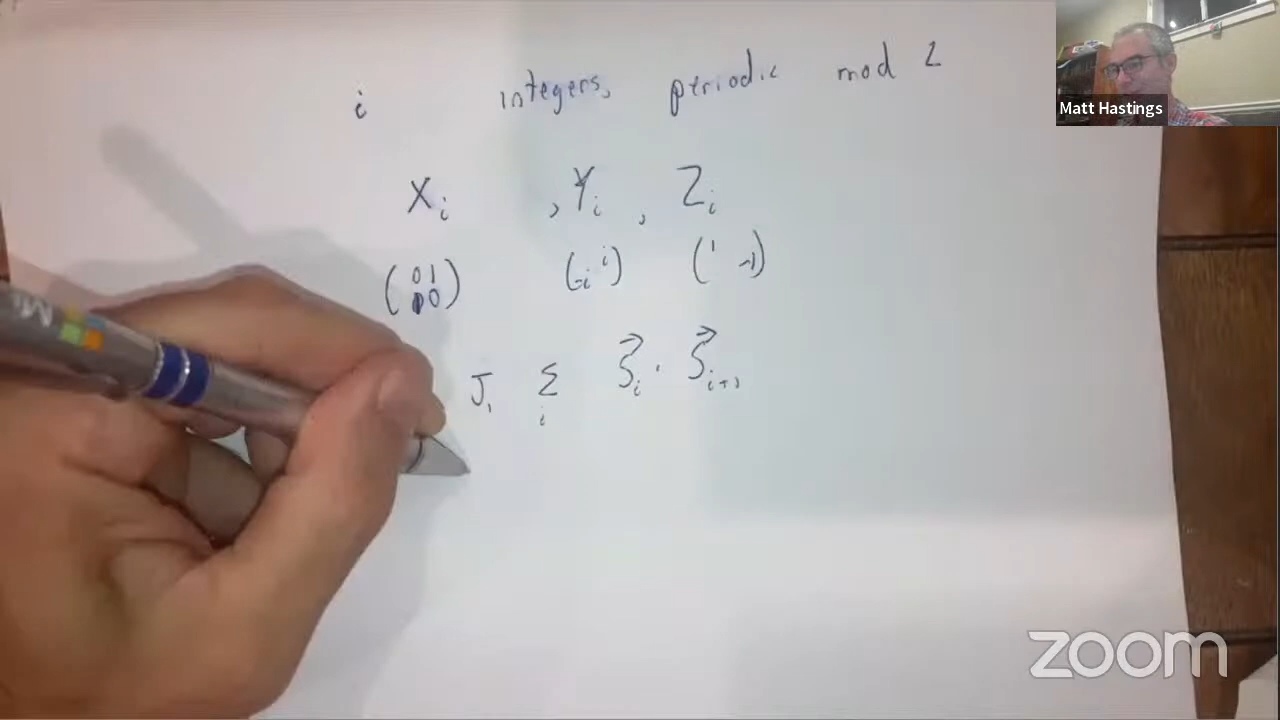 i integers, periodic mod L
X_i , Y_i , Z_i
(0 1 / 1 0) ( / -i i) (1 / -1)
J_1 Σ_i S⃗_i · S⃗_{i+1}
Matt Hastings
zoom